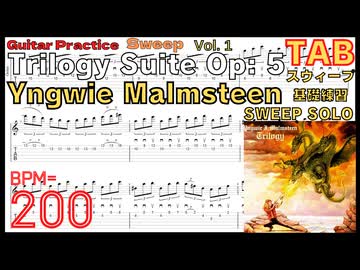 Guitar Practice Sweep Vol. 1
TAB
Trilogy Suite Op: 5
スウィープ
Yngwie Malmsteen
基礎練習
SWEEP SOLO
Yngwie J. Malmsteen
Trilogy
BPM=
200